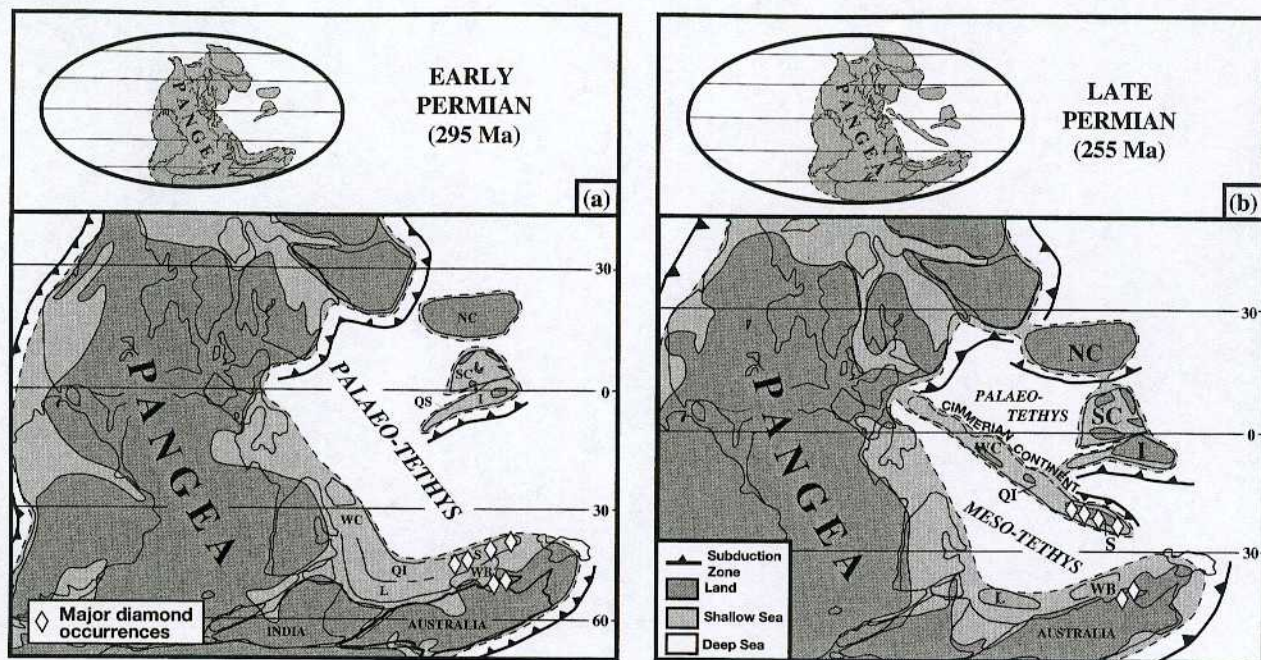 EARLY
PERMIAN
(295 Ma)
PANGEA
(a)
30
NC
SC
I
0
QS
PANGEA
PALAEO-TETHYS
30
WC
S
QI
WB
L
Major diamond
occurrences
INDIA
AUSTRALIA
60
LATE
PERMIAN
(255 Ma)
PANGEA
(b)
30
NC
PALAEO-
TETHYS
SC
0
CIMMERIAN CONTINENT
WC
I
PANGEA
QI
MESO-TETHYS
S
30
Subduction
Zone
Land
Shallow Sea
Deep Sea
L
WB
AUSTRALIA